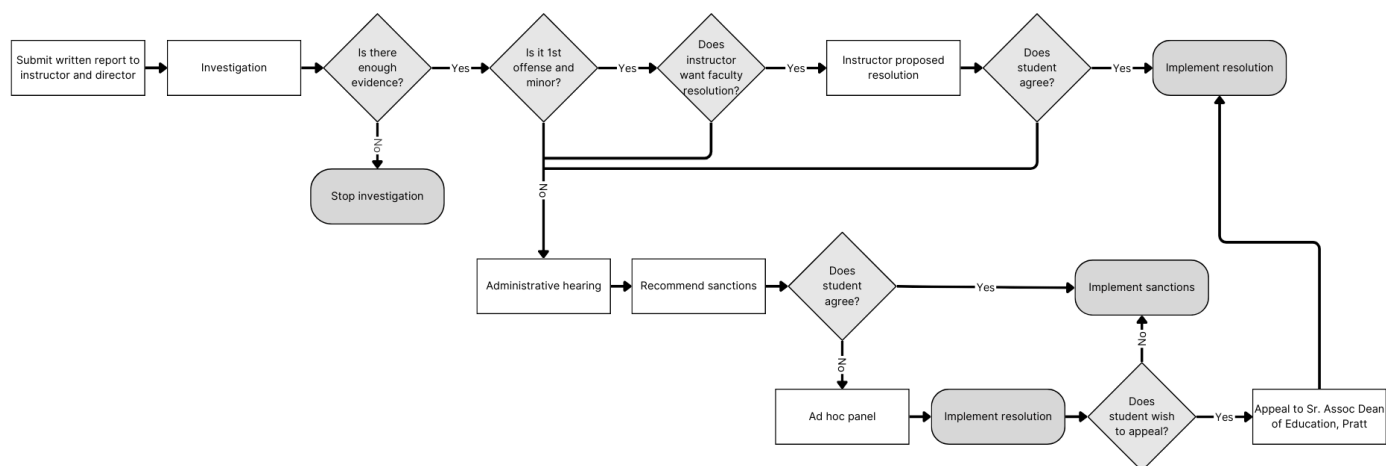 Submit written report to
instructor and director
Investigation
Is there
enough
evidence?
Yes
Is it 1st
offense and
minor?
Yes
Does
instructor
want faculty
resolution?
Yes
Instructor proposed
resolution
Does
student
agree?
Yes
Implement resolution
No
Stop investigation
No
Administrative hearing
Recommend sanctions
Does
student
agree?
Yes
Implement sanctions
No
No
Ad hoc panel
Implement resolution
Does
student wish
to appeal?
Yes
Appeal to Sr. Assoc Dean
of Education, Pratt